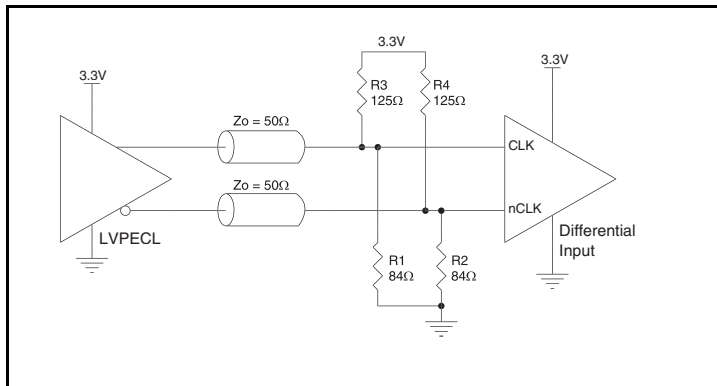 3.3V
3.3V
3.3V
R3
125Ω
R4
125Ω
Zo = 50Ω
CLK
Zo = 50Ω
nCLK
LVPECL
Differential
Input
R1
84Ω
R2
84Ω